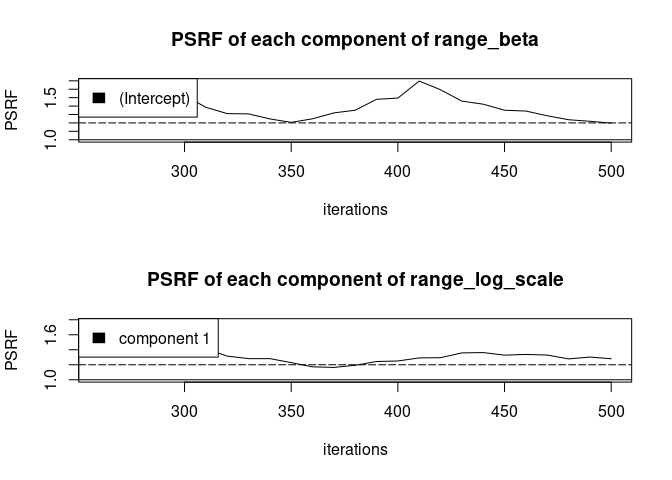 PSRF of each component of range_beta
PSRF
1.0 1.5
(Intercept)
300 350 400 450 500
iterations
PSRF of each component of range_log_scale
PSRF
1.0 1.6
component 1
300 350 400 450 500
iterations